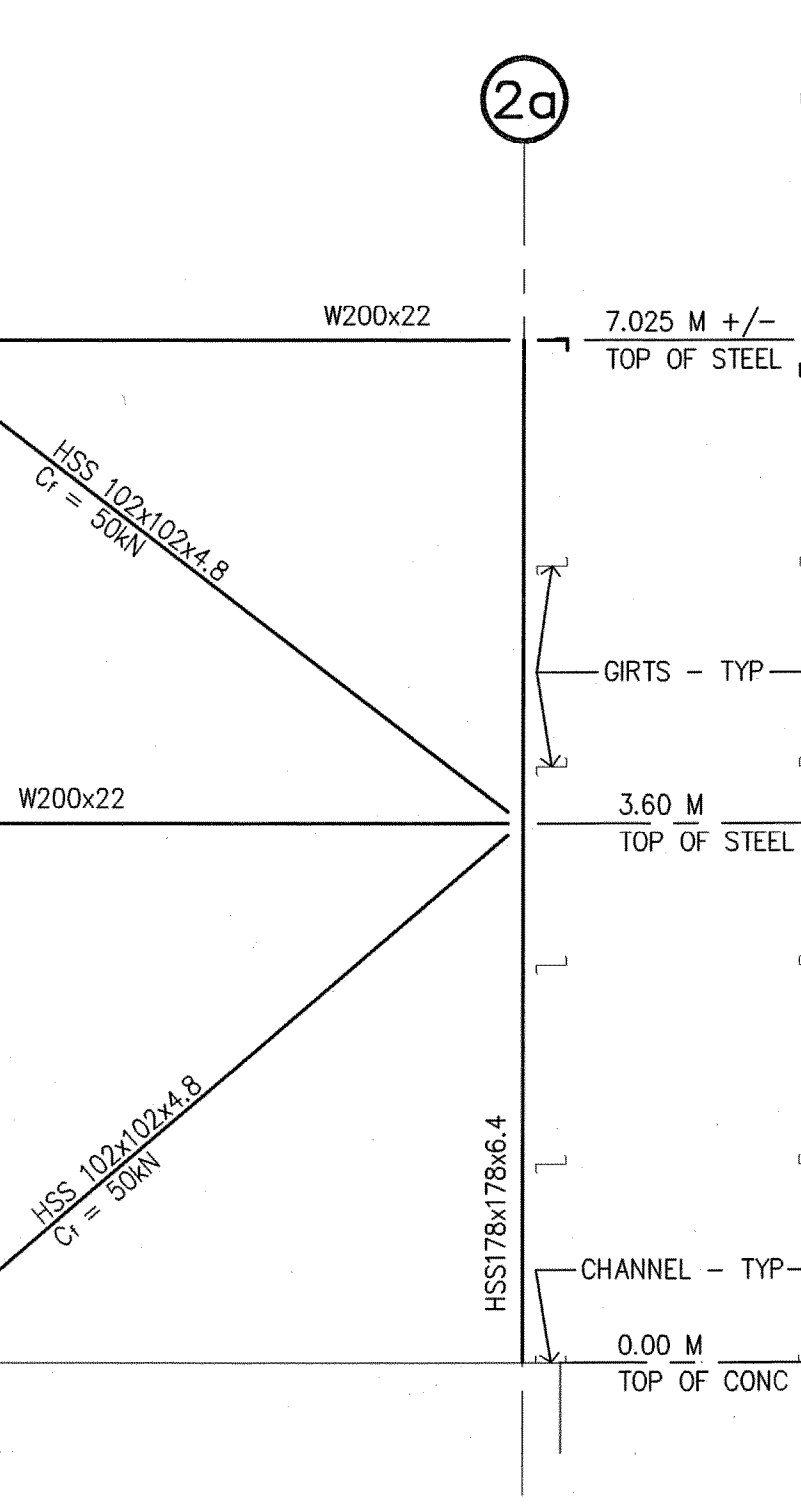 2a
W200x22
7.025 M +/-
TOP OF STEEL
HSS 102x102x4.8
Cf = 50kN
GIRTS - TYP
W200x22
3.60 M
TOP OF STEEL
HSS 102x102x4.8
Cf = 50kN
HSS178x178x6.4
CHANNEL - TYP
0.00 M
TOP OF CONC